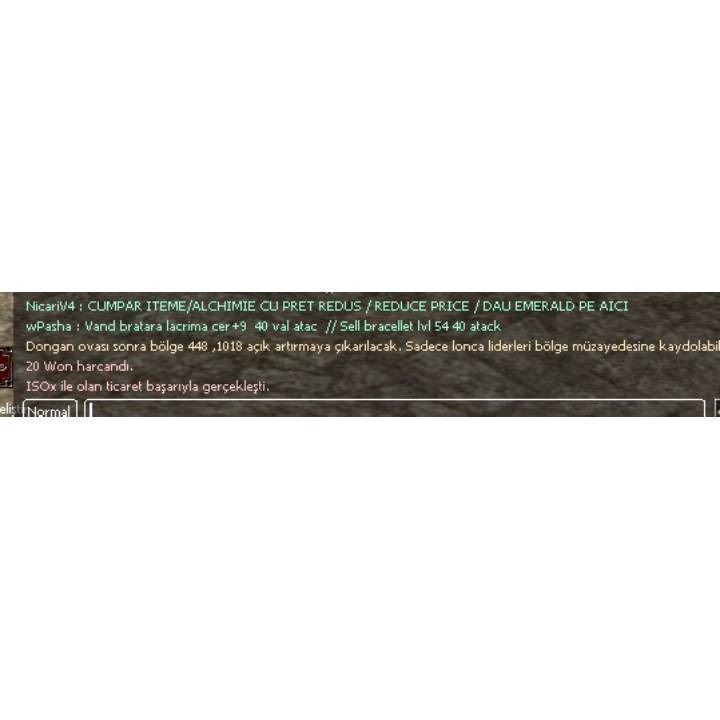 NicariV4 : CUMPAR ITEME/ALCHIMIE CU PRET REDUS / REDUCE PRICE / DAU EMERALD PE AICI
wPasha : Vand bratara lacrima cer+9 40 val atac // Sell bracellet lvl 54 40 atack
Dongan ovası sonra bölge 448 ,1018 açık artırmaya çıkarılacak. Sadece lonca liderleri bölge müzayedesine kaydolabil
20 Won harcandı.
ISOx ile olan ticaret başarıyla gerçekleşti.
Normal